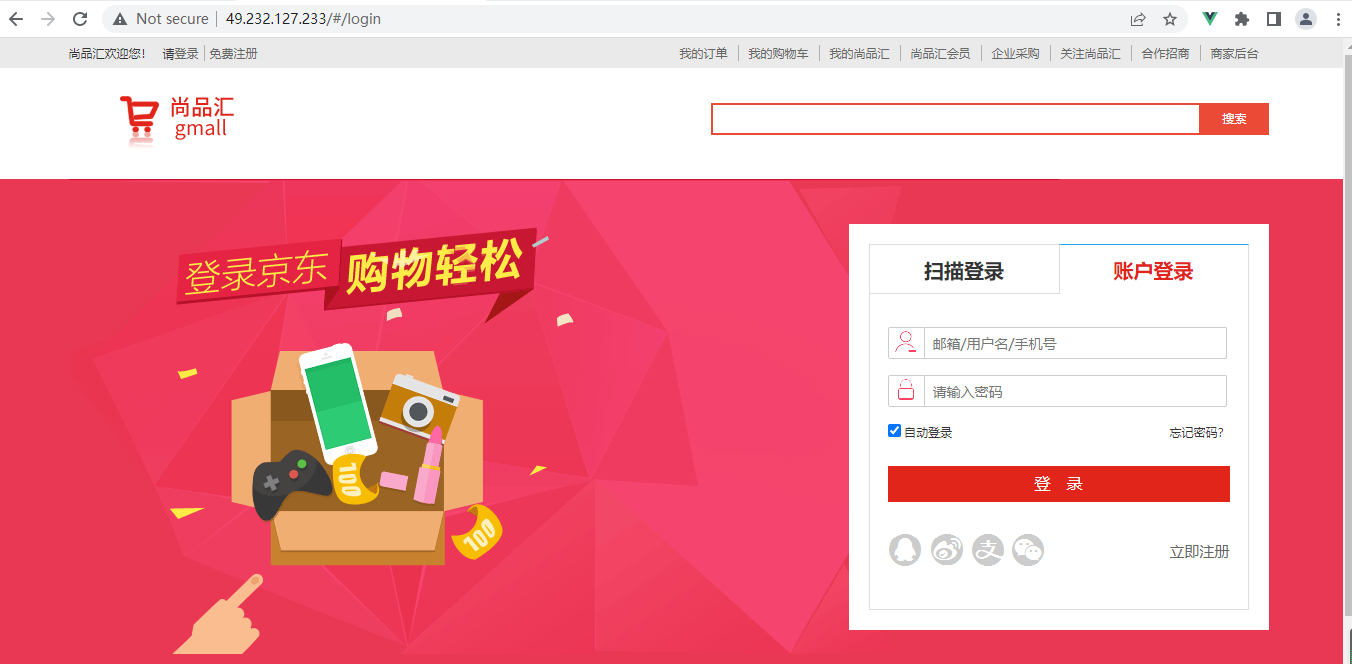 Not secure | 49.232.127.233/#/login
尚品汇欢迎您! 请登录 免费注册 我的订单 我的购物车 我的尚品汇 尚品汇会员 企业采购 关注尚品汇 合作招商 商家后台
尚品汇
gmall
搜索
登录京东 购物轻松
100
100
扫描登录 账户登录
邮箱/用户名/手机号
请输入密码
自动登录 忘记密码?
登 录
支
立即注册